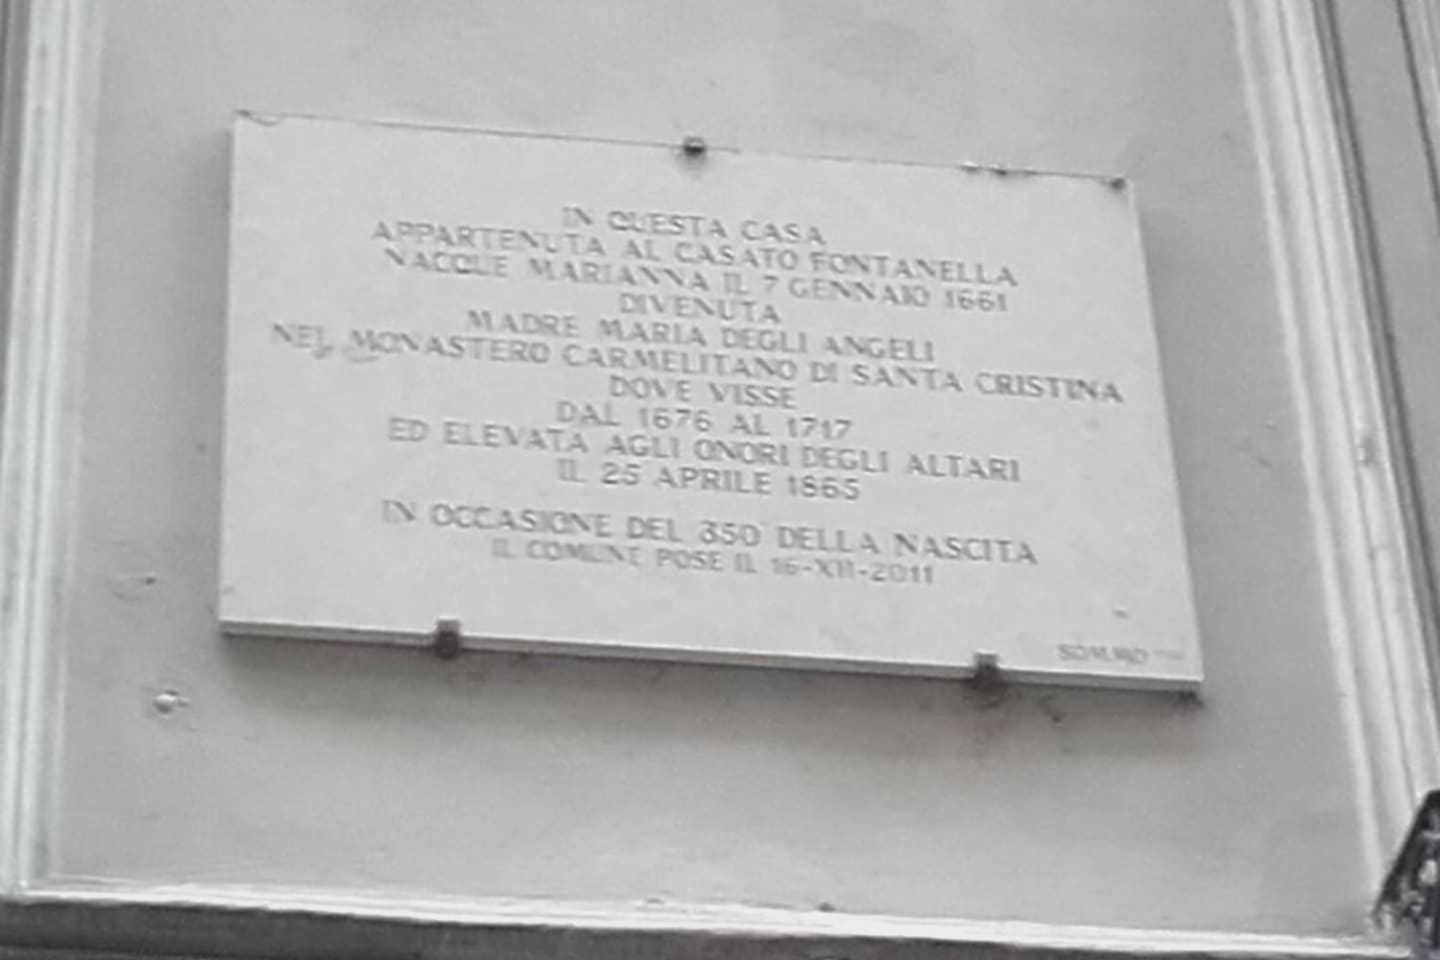 IN QUESTA CASA
APPARTENUTA AL CASATO FONTANELLA
NACQUE MARIANNA IL 7 GENNAIO 1661
DIVENUTA
MADRE MARIA DEGLI ANGELI
NEL MONASTERO CARMELITANO DI SANTA CRISTINA
DOVE VISSE
DAL 1676 AL 1717
ED ELEVATA AGLI ONORI DEGLI ALTARI
IL 25 APRILE 1865
IN OCCASIONE DEL 350° DELLA NASCITA
IL COMUNE POSE IL 16-XII-2011